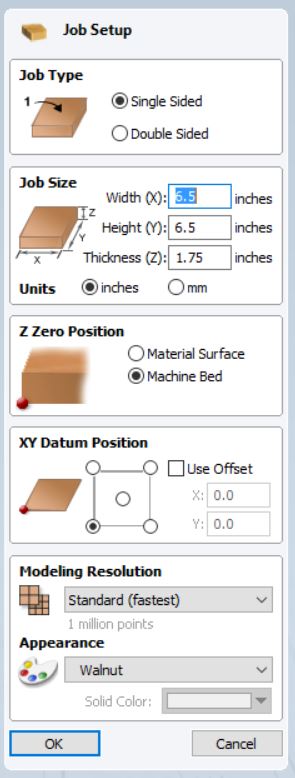 Job Setup
Job Type
1
Single Sided
Double Sided
Job Size
Width (X): 6.5 inches
Z
Height (Y): 6.5 inches
Y
X
Thickness (Z): 1.75 inches
Units inches mm
Z Zero Position
Material Surface
Machine Bed
XY Datum Position
Use Offset
X: 0.0
Y: 0.0
Modeling Resolution
Standard (fastest)
1 million points
Appearance
Walnut
Solid Color:
OK Cancel